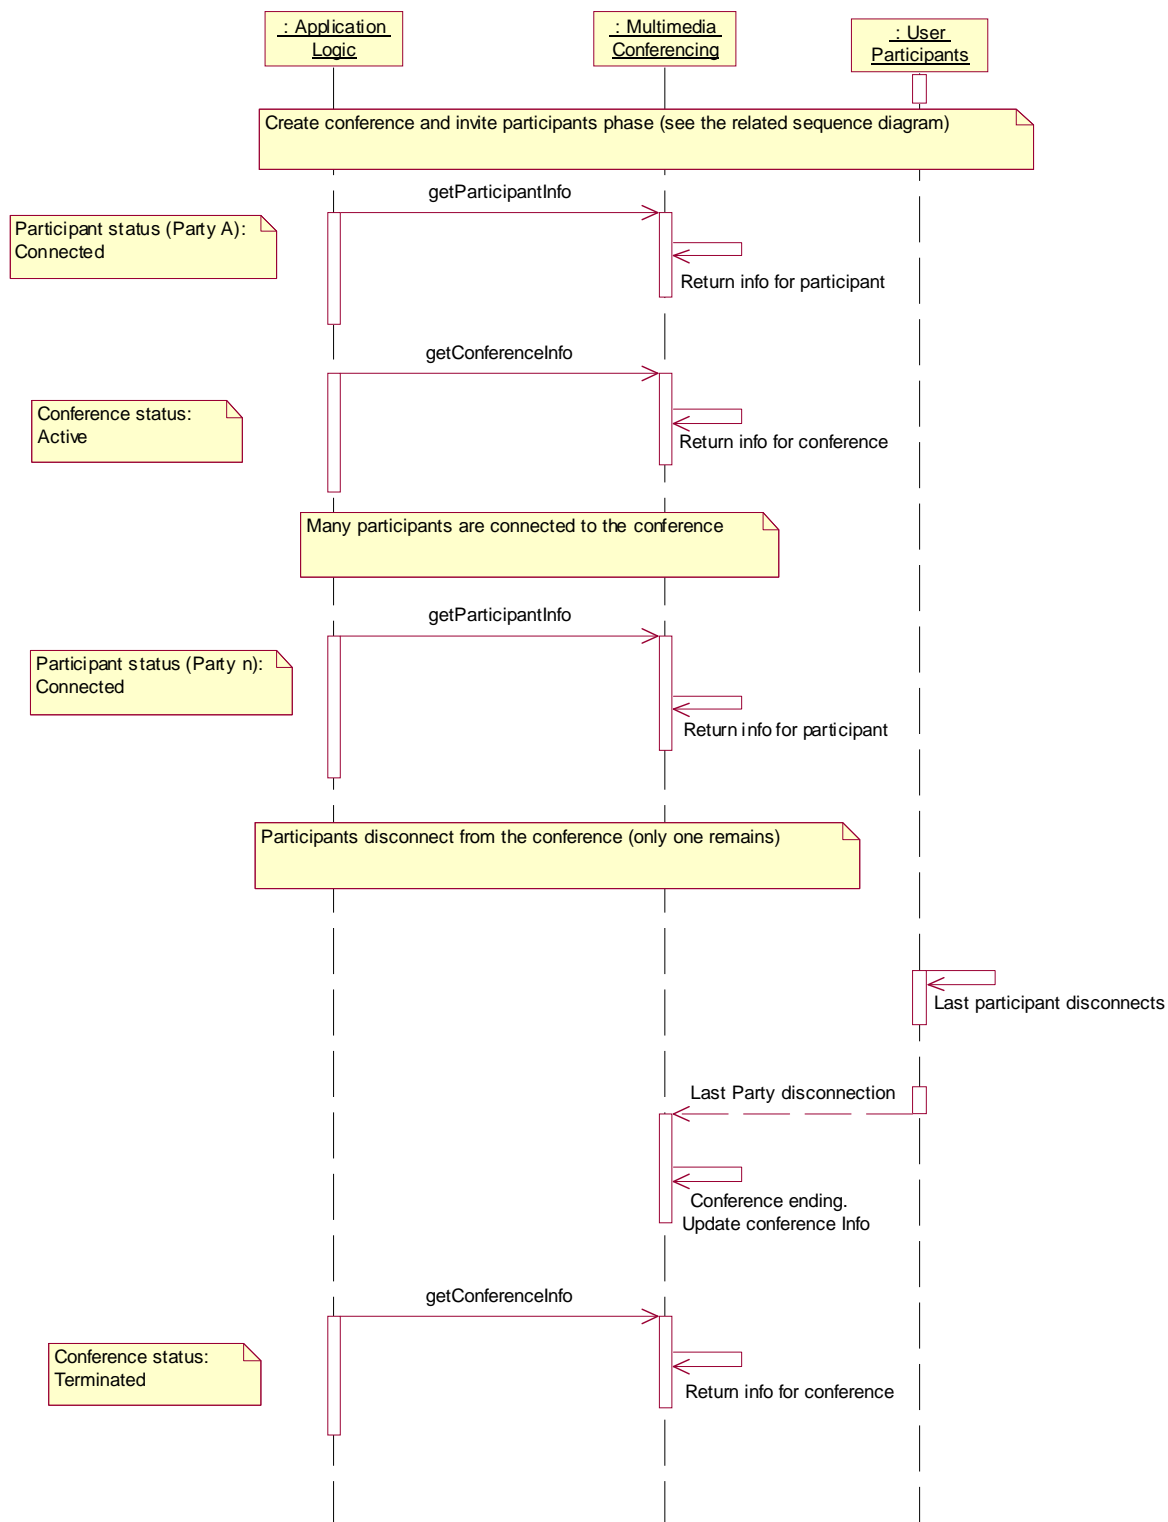 : Application
Logic
: Multimedia
Conferencing
: User
Participants
Create conference and invite participants phase (see the related sequence diagram)
getParticipantInfo
Participant status (Party A):
Connected
Return info for participant
getConferenceInfo
Conference status:
Active
Return info for conference
Many participants are connected to the conference
getParticipantInfo
Participant status (Party n):
Connected
Return info for participant
Participants disconnect from the conference (only one remains)
Last participant disconnects
Last Party disconnection
Conference ending.
Update conference Info
getConferenceInfo
Conference status:
Terminated
Return info for conference